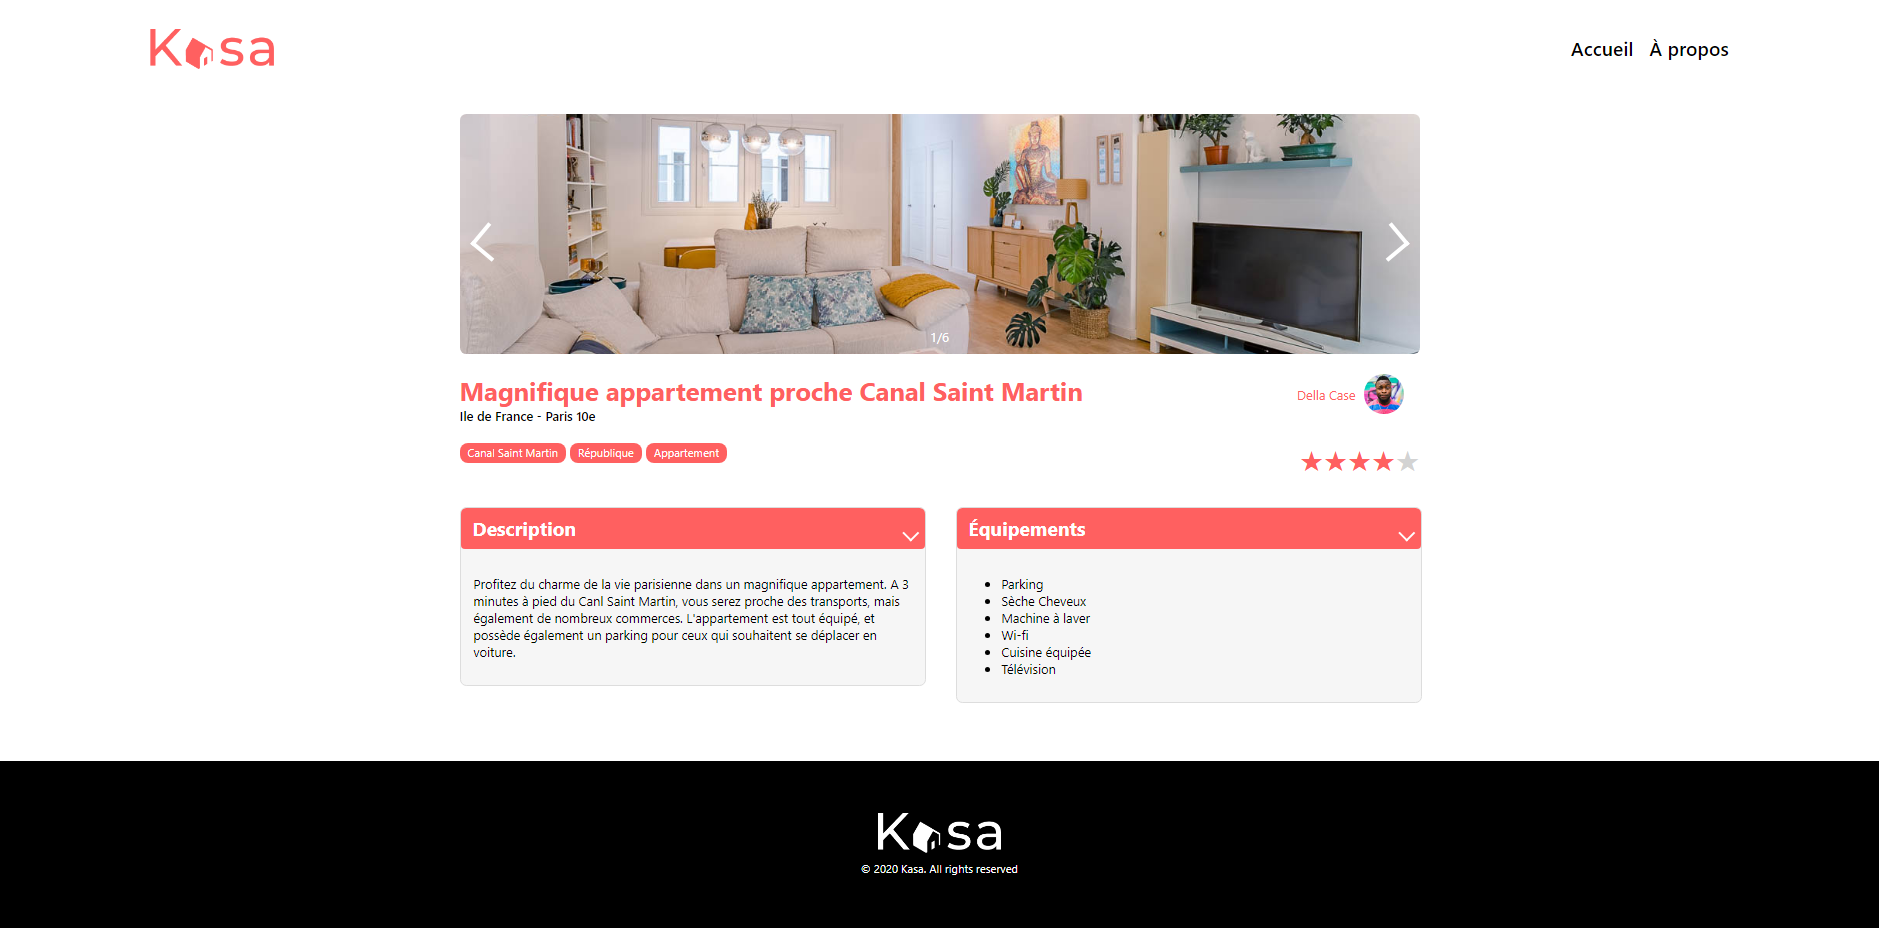 Kasa
Accueil À propos
1/6
Magnifique appartement proche Canal Saint Martin
Ile de France - Paris 10e
Della Case
Canal Saint Martin République Appartement
Description
Profitez du charme de la vie parisienne dans un magnifique appartement. A 3
minutes à pied du Canl Saint Martin, vous serez proche des transports, mais
également de nombreux commerces. L'appartement est tout équipé, et
possède également un parking pour ceux qui souhaitent se déplacer en
voiture.
Équipements
Parking
Sèche Cheveux
Machine à laver
Wi-fi
Cuisine équipée
Télévision
Kasa
© 2020 Kasa. All rights reserved